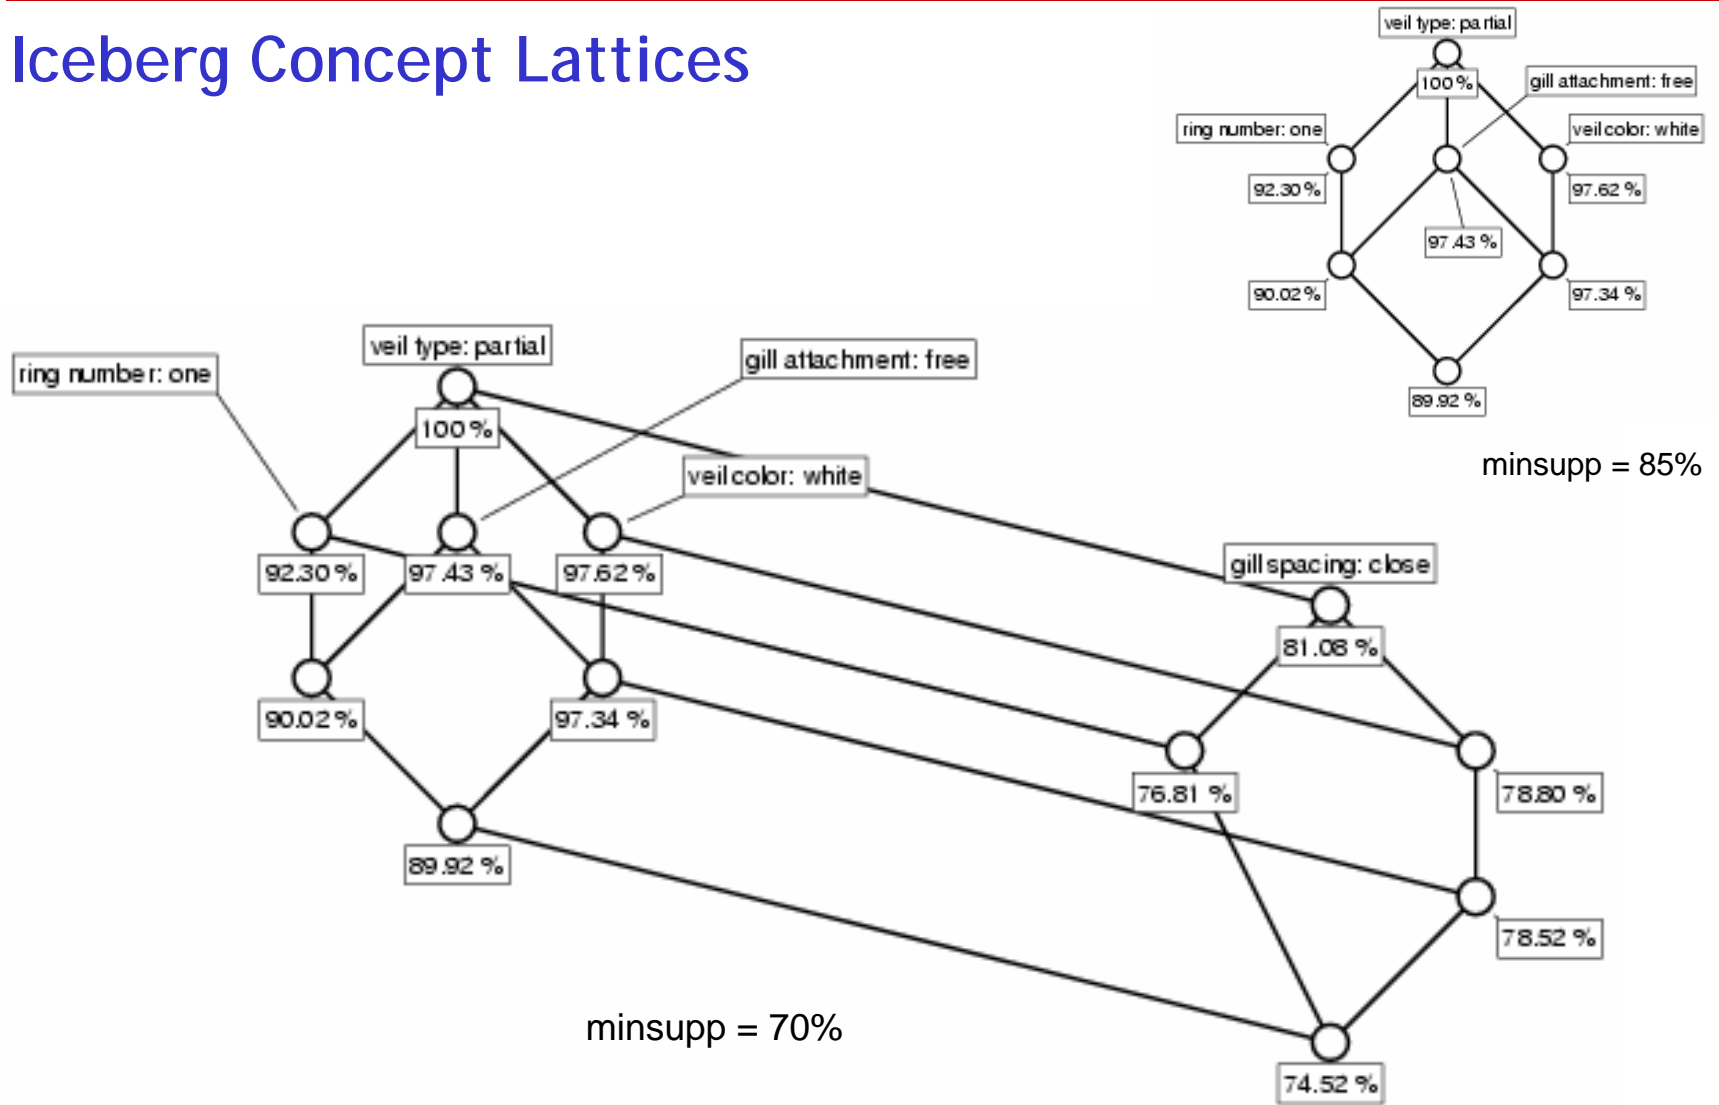 Iceberg Concept Lattices
veil type: partial
100 %
gill attachment: free
ring number: one
veil color: white
92.30 %
97.62 %
97.43 %
90.02 %
97.34 %
89.92 %
minsupp = 85%
veil type: partial
ring number: one
gill attachment: free
100 %
veil color: white
92.30 %
97.43 %
97.62 %
gill spacing: close
81.08 %
90.02 %
97.34 %
76.81 %
78.80 %
89.92 %
78.52 %
minsupp = 70%
74.52 %